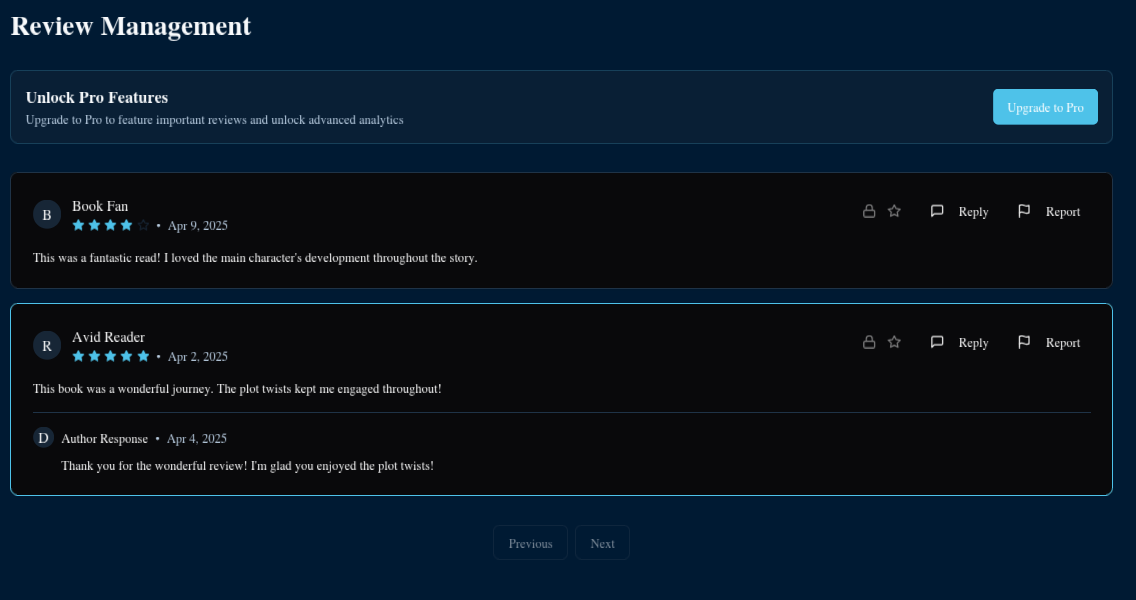 Review Management
Unlock Pro Features
Upgrade to Pro to feature important reviews and unlock advanced analytics
Upgrade to Pro
B
Book Fan
• Apr 9, 2025
Reply
Report
This was a fantastic read! I loved the main character's development throughout the story.
R
Avid Reader
• Apr 2, 2025
Reply
Report
This book was a wonderful journey. The plot twists kept me engaged throughout!
D
Author Response • Apr 4, 2025
Thank you for the wonderful review! I'm glad you enjoyed the plot twists!
Previous
Next